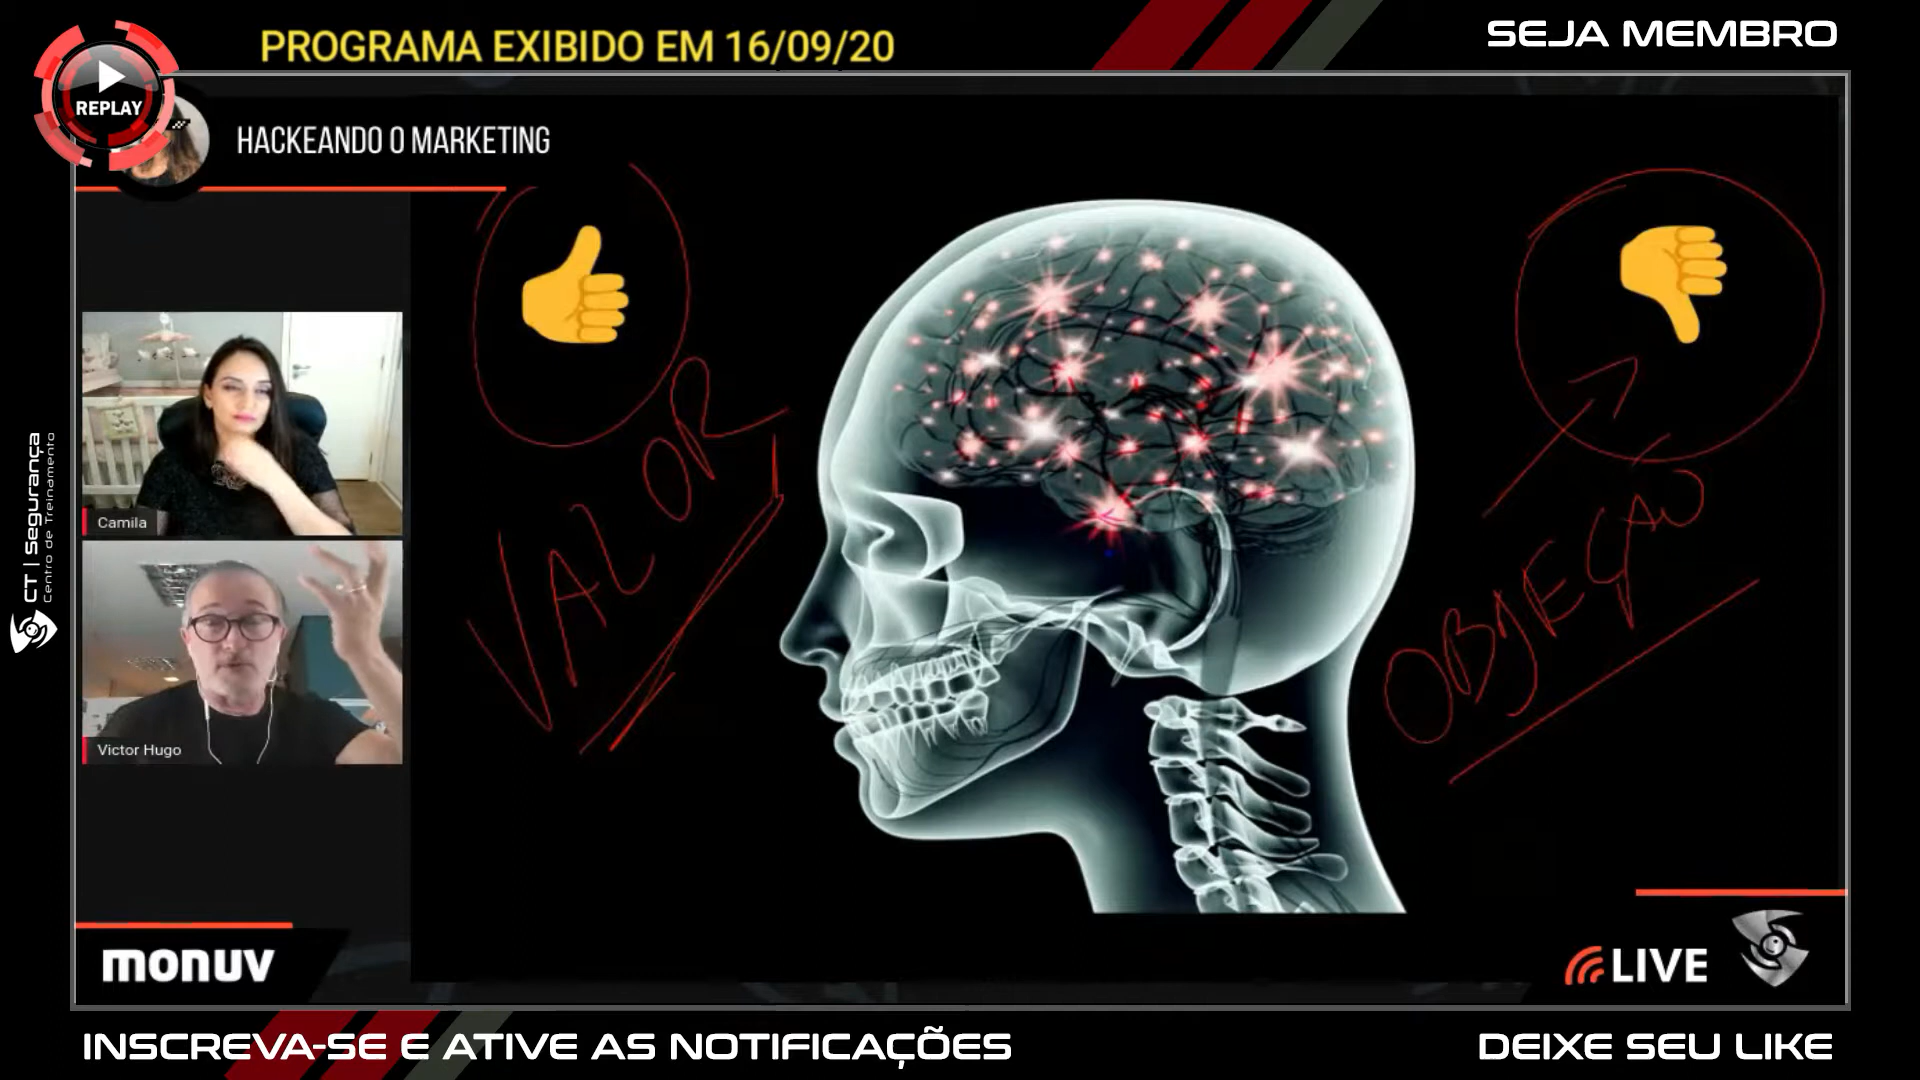 PROGRAMA EXIBIDO EM 16/09/20
SEJA MEMBRO
REPLAY
HACKEANDO O MARKETING
VALOR
OBJEÇÃO
Camila
Victor Hugo
CT | Segurança
Centro de Treinamento
monuv
LIVE
INSCREVA-SE E ATIVE AS NOTIFICAÇÕES
DEIXE SEU LIKE